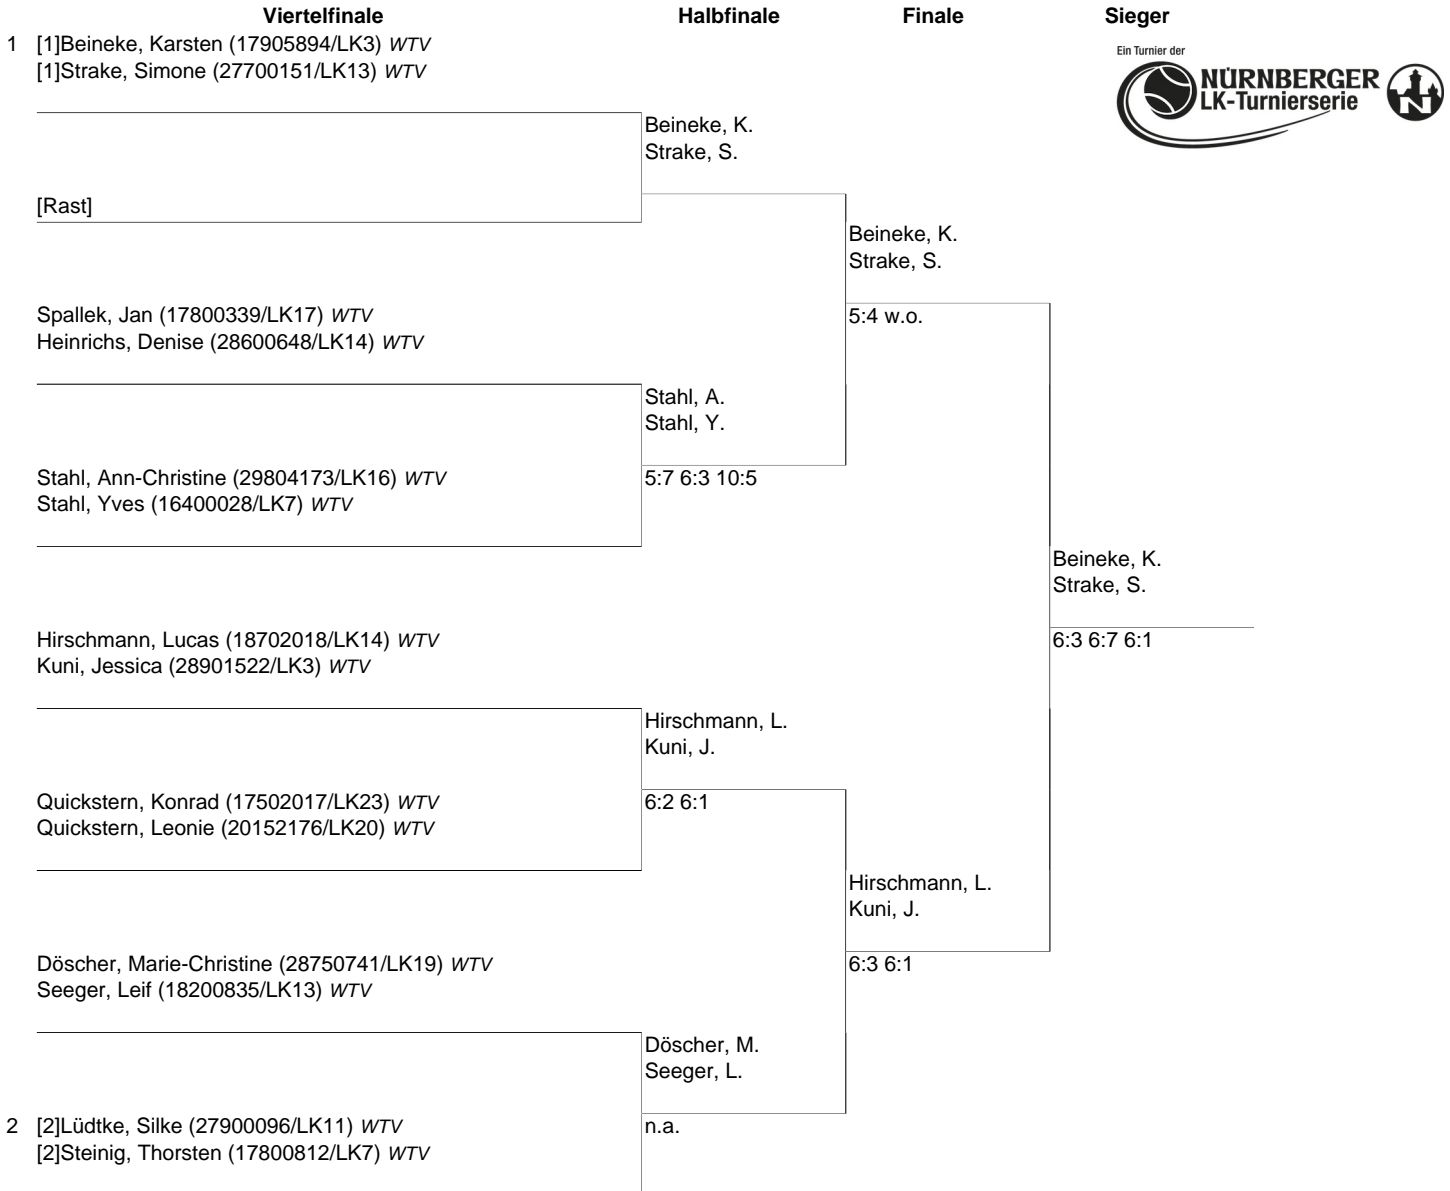 Viertelfinale Halbfinale Finale Sieger
1 [1]Beineke, Karsten (17905894/LK3) WTV
[1]Strake, Simone (27700151/LK13) WTV
Ein Turnier der
NÜRNBERGER
LK-Turnierserie
N
Beineke, K.
Strake, S.
[Rast]
Beineke, K.
Strake, S.
Spallek, Jan (17800339/LK17) WTV
Heinrichs, Denise (28600648/LK14) WTV
5:4 w.o.
Stahl, A.
Stahl, Y.
Stahl, Ann-Christine (29804173/LK16) WTV
Stahl, Yves (16400028/LK7) WTV
5:7 6:3 10:5
Beineke, K.
Strake, S.
Hirschmann, Lucas (18702018/LK14) WTV
Kuni, Jessica (28901522/LK3) WTV
6:3 6:7 6:1
Hirschmann, L.
Kuni, J.
Quickstern, Konrad (17502017/LK23) WTV
Quickstern, Leonie (20152176/LK20) WTV
6:2 6:1
Hirschmann, L.
Kuni, J.
Döscher, Marie-Christine (28750741/LK19) WTV
Seeger, Leif (18200835/LK13) WTV
6:3 6:1
Döscher, M.
Seeger, L.
2 [2]Lüdtke, Silke (27900096/LK11) WTV
[2]Steinig, Thorsten (17800812/LK7) WTV
n.a.